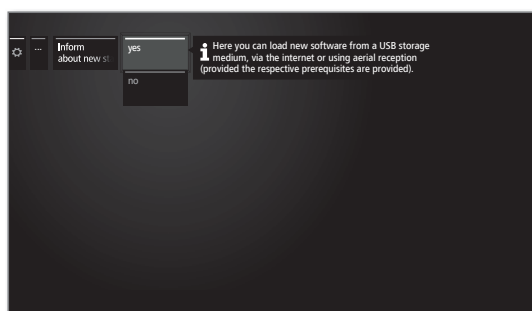 ...
Inform
about new st
yes
no
Here you can load new software from a USB storage
medium, via the internet or using aerial reception
(provided the respective prerequisites are provided).